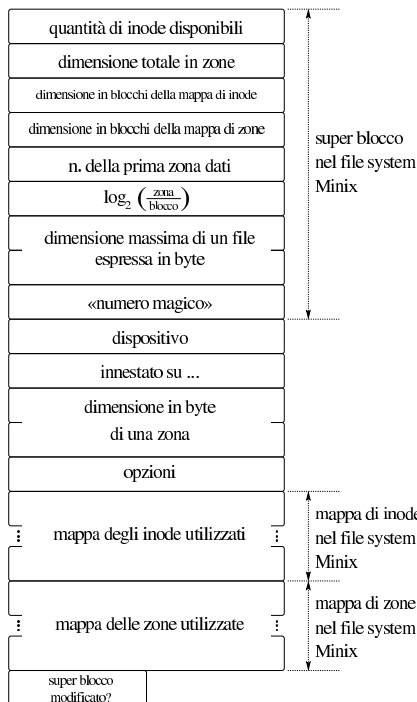 quantità di inode disponibili
dimensione totale in zone
dimensione in blocchi della mappa di inode
dimensione in blocchi della mappa di zone
n. della prima zona dati
log₂ (zona/blocco)
dimensione massima di un file
espressa in byte
«numero magico»
super blocco
nel file system
Minix
dispositivo
innestato su ...
dimensione in byte
di una zona
opzioni
mappa degli inode utilizzati
mappa di inode
nel file system
Minix
mappa delle zone utilizzate
mappa di zone
nel file system
Minix
super blocco
modificato?